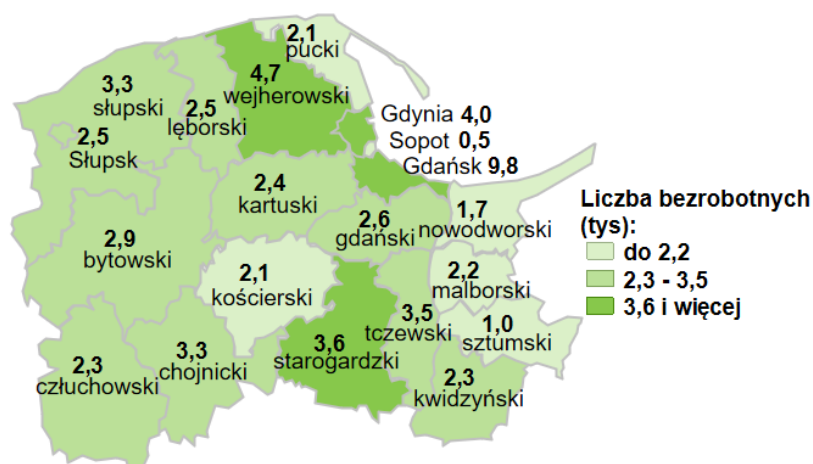 2,1
pucki
3,3
słupski
4,7
wejherowski
2,5
lęborski
2,5
Słupsk
Gdynia 4,0
Sopot 0,5
Gdańsk 9,8
2,4
kartuski
2,6
gdański
1,7
nowodworski
2,9
bytowski
2,1
kościerski
2,2
malborski
3,5
tczewski
1,0
sztumski
3,6
starogardzki
3,3
chojnicki
2,3
człuchowski
2,3
kwidzyński
Liczba bezrobotnych
(tys):
do 2,2
2,3 - 3,5
3,6 i więcej